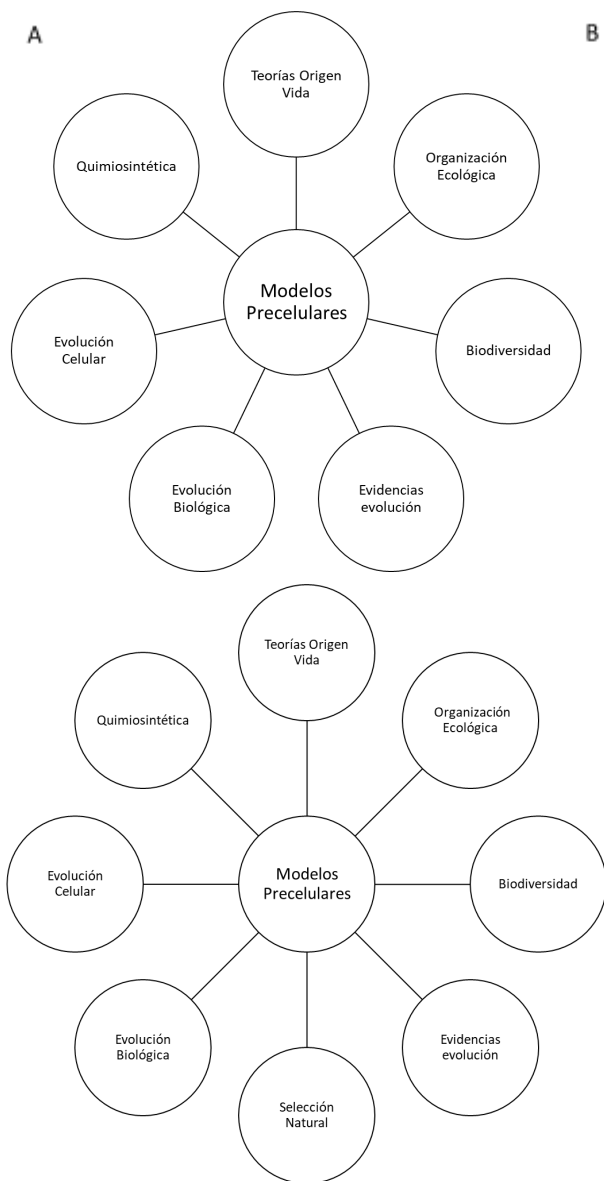 A
B
Teorías Origen
Vida
Quimiosintética
Organización
Ecológica
Modelos
Precelulares
Evolución
Celular
Biodiversidad
Evolución
Biológica
Evidencias
evolución
Teorías Origen
Vida
Quimiosintética
Organización
Ecológica
Evolución
Celular
Modelos
Precelulares
Biodiversidad
Evolución
Biológica
Evidencias
evolución
Selección
Natural